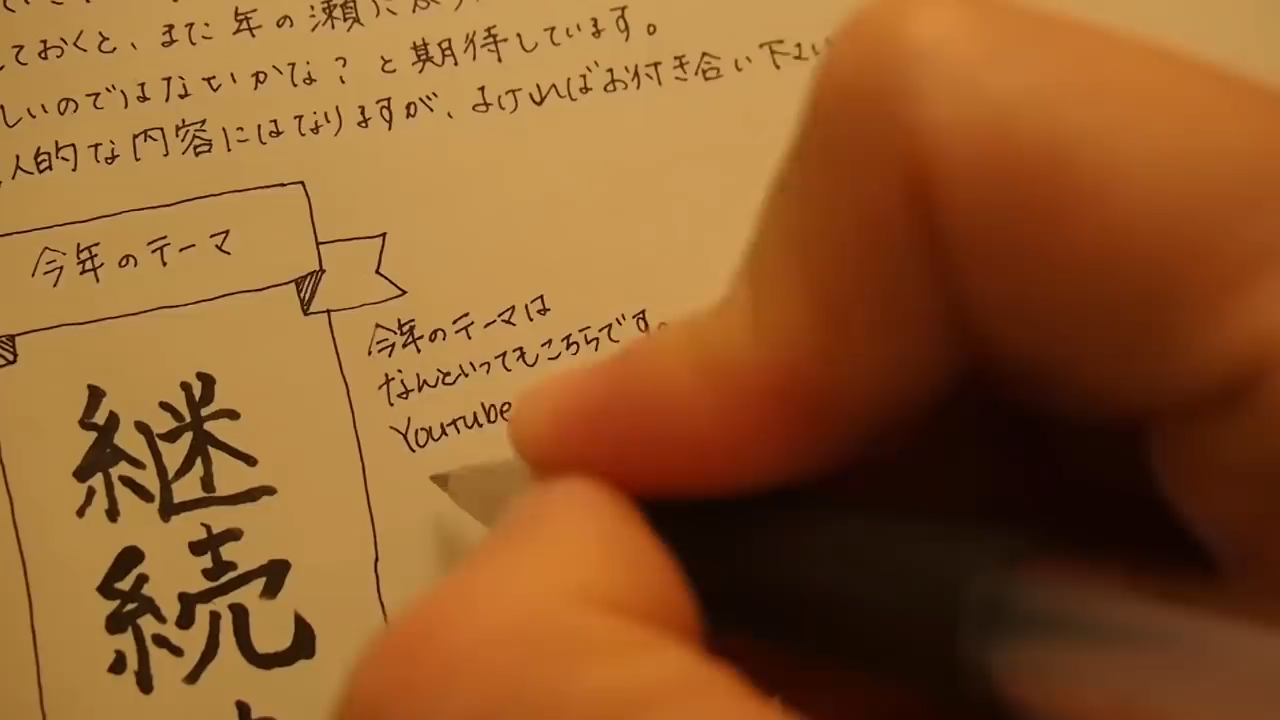 ておくと、また年の瀬に
しいのではないかな？と期待しています。
人的な内容にはなりますが、よければお付き合い下さい
今年のテーマ
今年のテーマは
なんといってもこちらです。
Youtube
継続